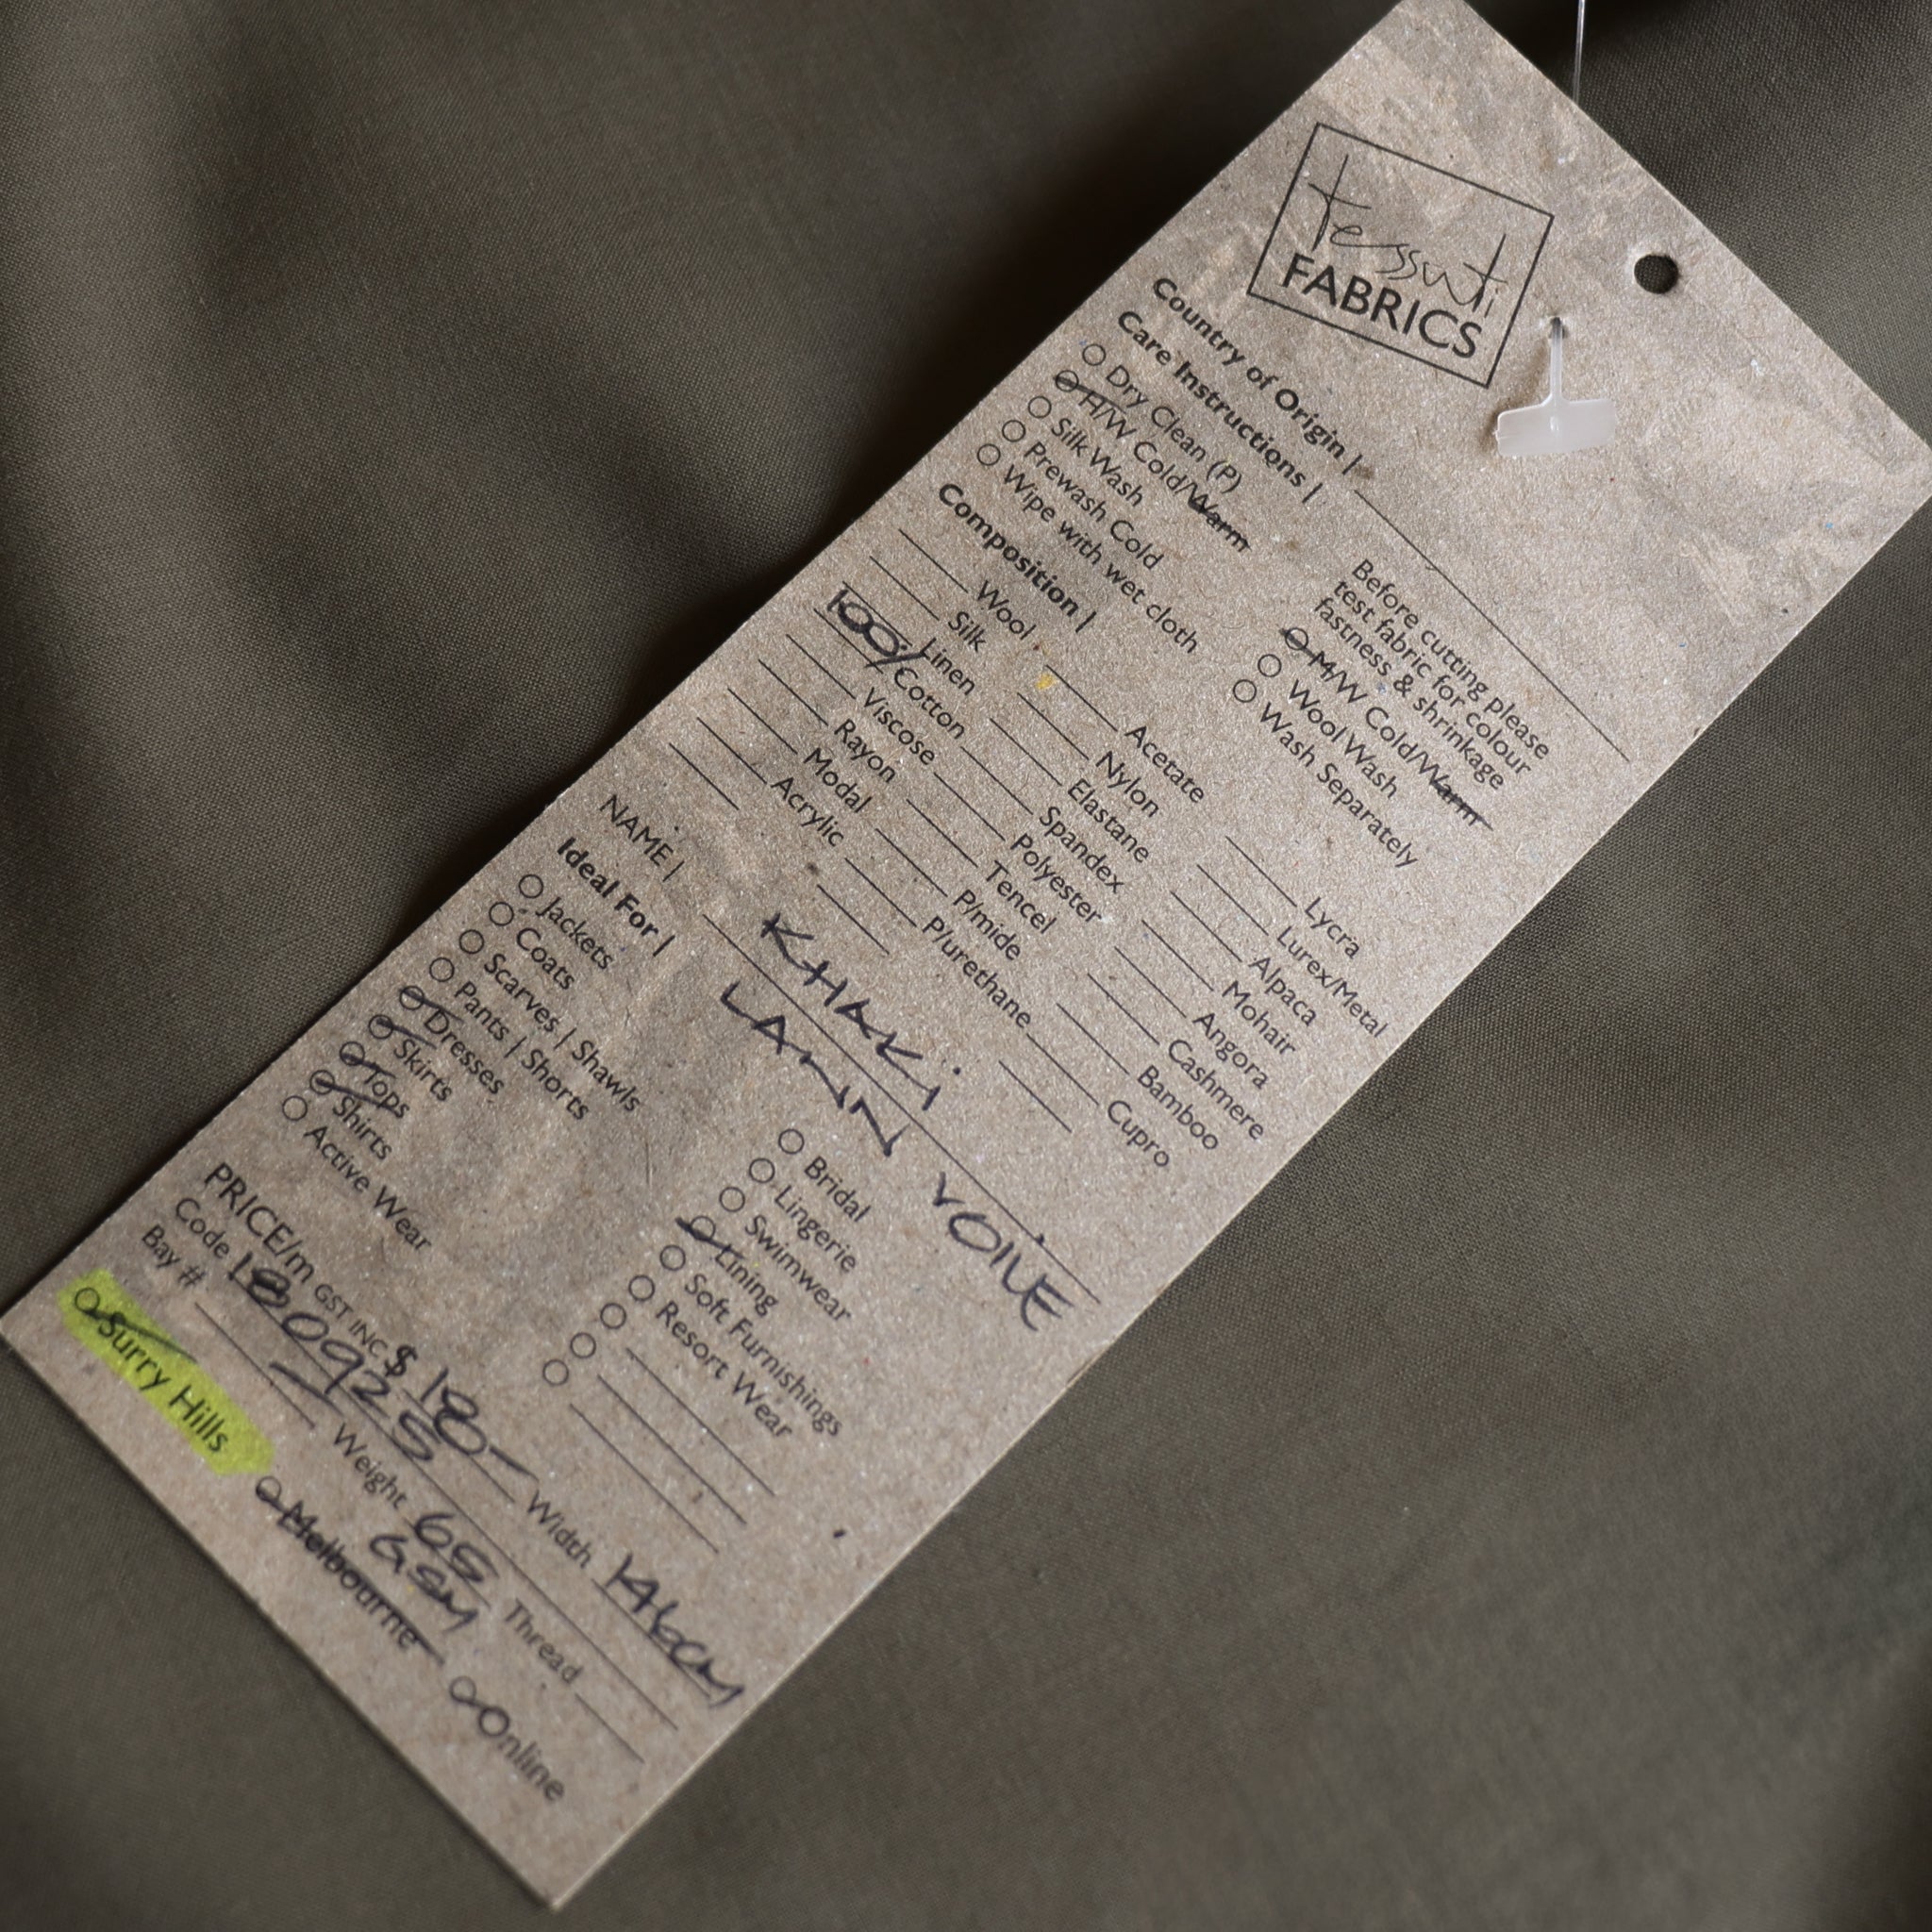 tessuti
FABRICS
Country of Origin |
Care Instructions |
Dry Clean (P)
H/W Cold/Warm
Silk Wash
Prewash Cold
Wipe with wet cloth
Before cutting please
test fabric for colour
fastness & shrinkage
M/W Cold/Warm
Wool Wash
Wash Separately
Composition |
Wool
Silk
Linen
100% Cotton
Viscose
Rayon
Modal
Acrylic
Acetate
Nylon
Elastane
Spandex
Polyester
Tencel
P/mide
P/urethane
Lycra
Lurex/Metal
Alpaca
Mohair
Angora
Cashmere
Bamboo
Cupro
NAME | KHAKI
LAWN VOILE
Ideal For |
Jackets
Coats
Scarves | Shawls
Pants | Shorts
Dresses
Skirts
Tops
Shirts
Active Wear
Bridal
Lingerie
Swimwear
Lining
Soft Furnishings
Resort Wear
PRICE/m GST INC $ 18- Width 146cm
Code 180925
Bay # Weight 65 GSM Thread
Surry Hills Melbourne Online